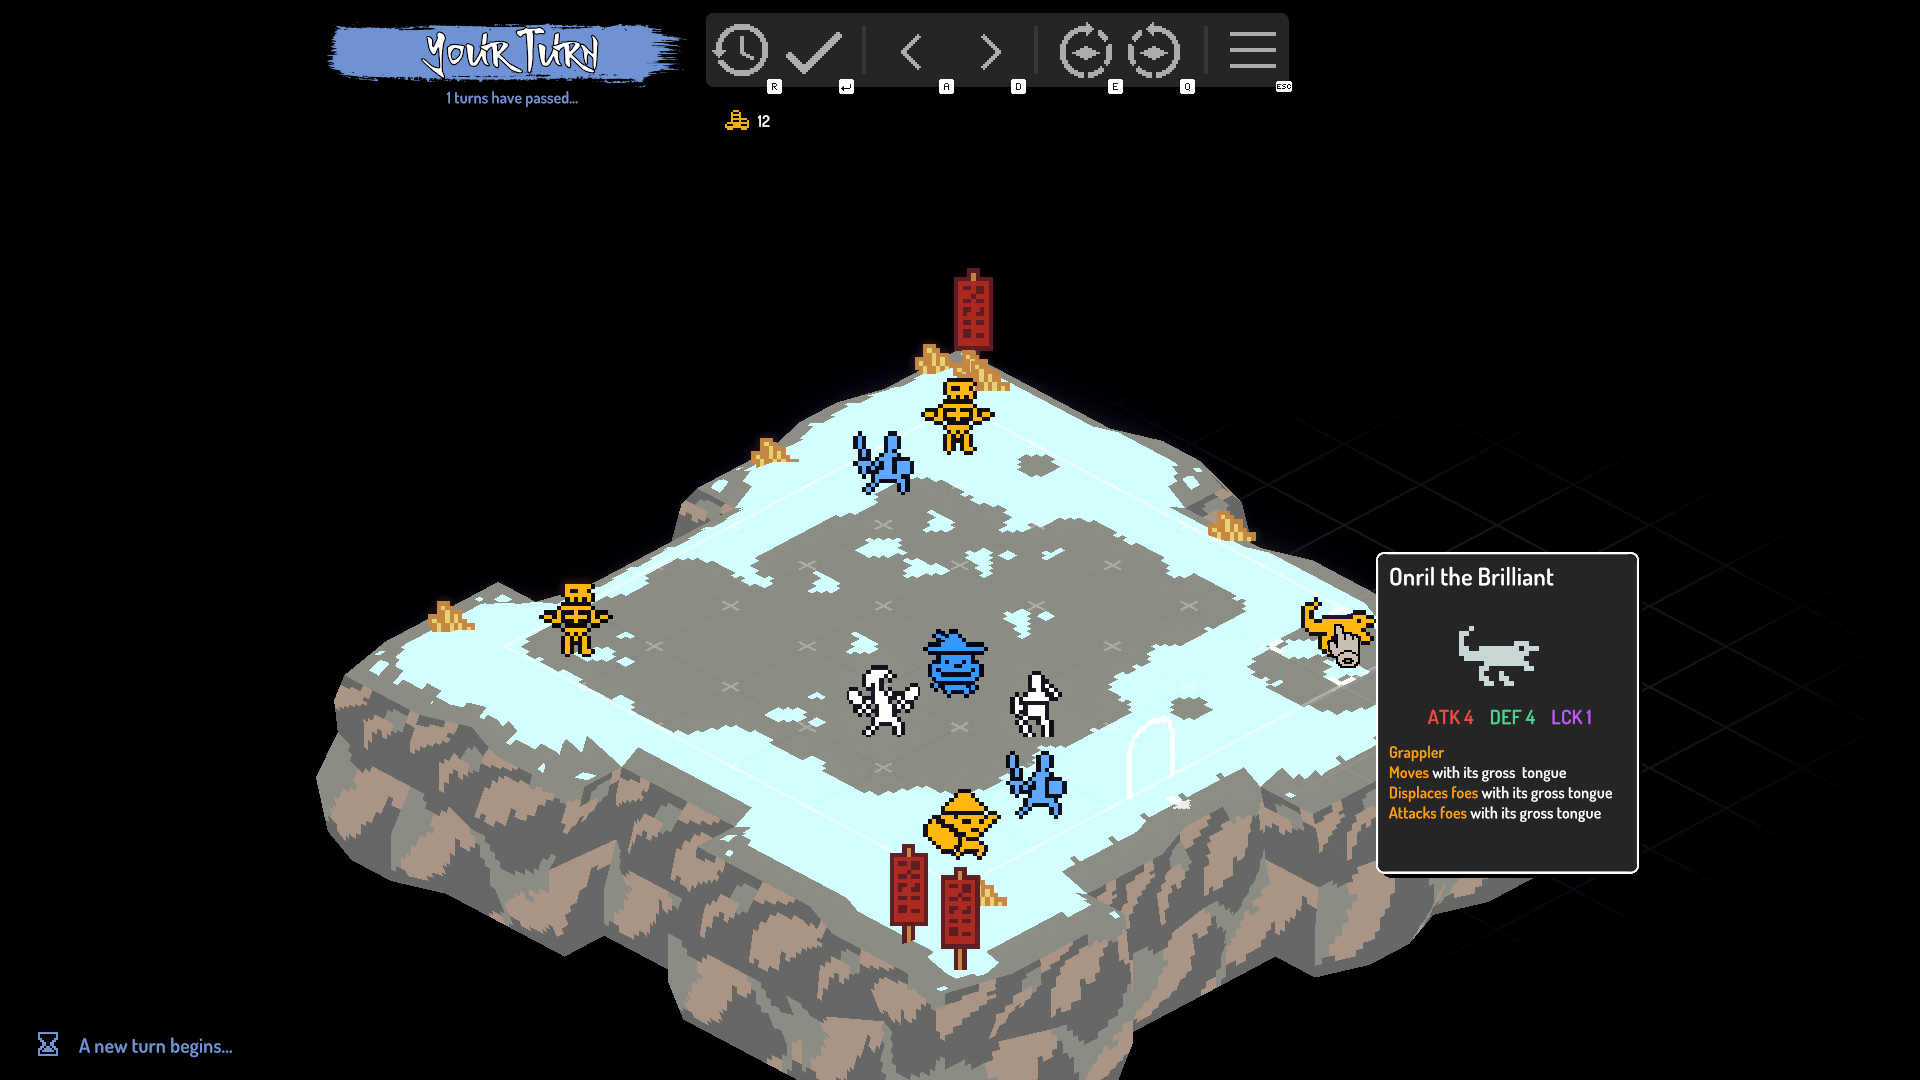 Your Turn
1 turns have passed...
R
A
D
E
Q
ESC
12
Onril the Brilliant
ATK 4 DEF 4 LCK 1
Grappler
Moves with its gross tongue
Displaces foes with its gross tongue
Attacks foes with its gross tongue
A new turn begins...